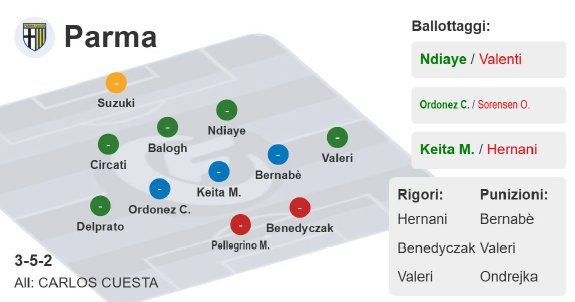 Parma
Suzuki
Ndiaye
Balogh
Circati
Valeri
Bernabè
Keita M.
Ordonez C.
Delprato
Benedyczak
Pellegrino M.
3-5-2
All: CARLOS CUESTA
Ballottaggi:
Ndiaye / Valenti
Ordonez C. / Sorensen O.
Keita M. / Hernani
Rigori: Punizioni:
Hernani Bernabè
Benedyczak Valeri
Valeri Ondrejka